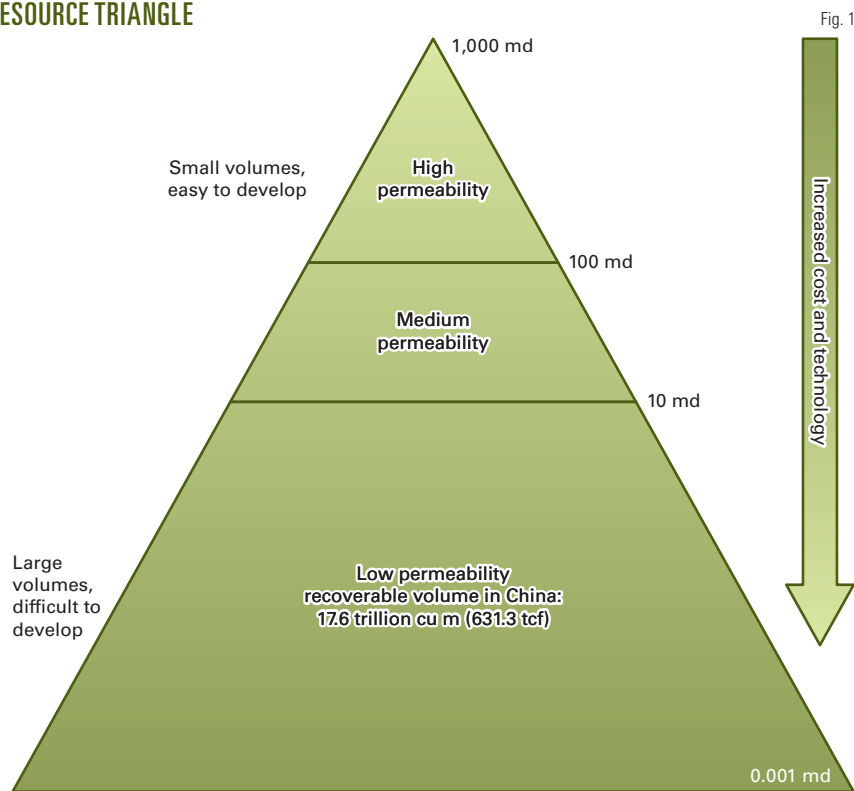 ESOURCE TRIANGLE
Fig. 1
1,000 md
Small volumes,
easy to develop
High
permeability
100 md
Medium
permeability
10 md
Increased cost and technology
Large
volumes,
difficult to
develop
Low permeability
recoverable volume in China:
17.6 trillion cu m (631.3 tcf)
0.001 md